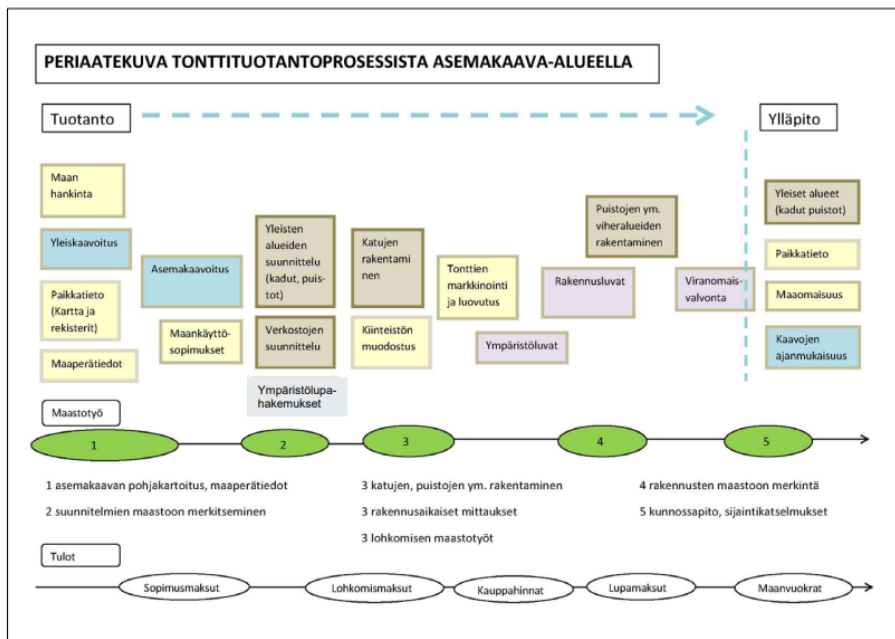 PERIAATEKUVA TONTTITUOTANTOPROSESSISTA ASEMAKAAVA-ALUEELLA
Tuotanto
Ylläpito
Maan
hankinta
Yleiskaavoitus
Paikkatieto
(Kartta ja
rekisterit)
Maaperätiedot
Asemakaavoitus
Maankäyttö-
sopimukset
Yleisten
alueiden
suunnittelu
(kadut, puis-
tot)
Verkostojen
suunnittelu
Ympäristölupa-
hakemukset
Katujen
rakentami
nen
Kiinteistön
muodostus
Tonttien
markkinointi
ja luovutus
Ympäristöluvat
Rakennusluvat
Puistojen ym.
viheralueiden
rakentaminen
Viranomais-
valvonta
Yleiset alueet
(kadut puistot)
Paikkatieto
Maaomaisuus
Kaavojen
ajanmukaisuus
Maastotyö
1
2
3
4
5
1 asemakaavan pohjakartoitus, maaperätiedot
2 suunnitelmien maastoon merkitseminen
3 katujen, puistojen ym. rakentaminen
3 rakennusaikaiset mittaukset
3 lohkomisen maastotyöt
4 rakennusten maastoon merkintä
5 kunnossapito, sijaintikatselmukset
Tulot
Sopimusmaksut
Lohkomismaksut
Kauppahinnat
Lupamaksut
Maanvuokrat